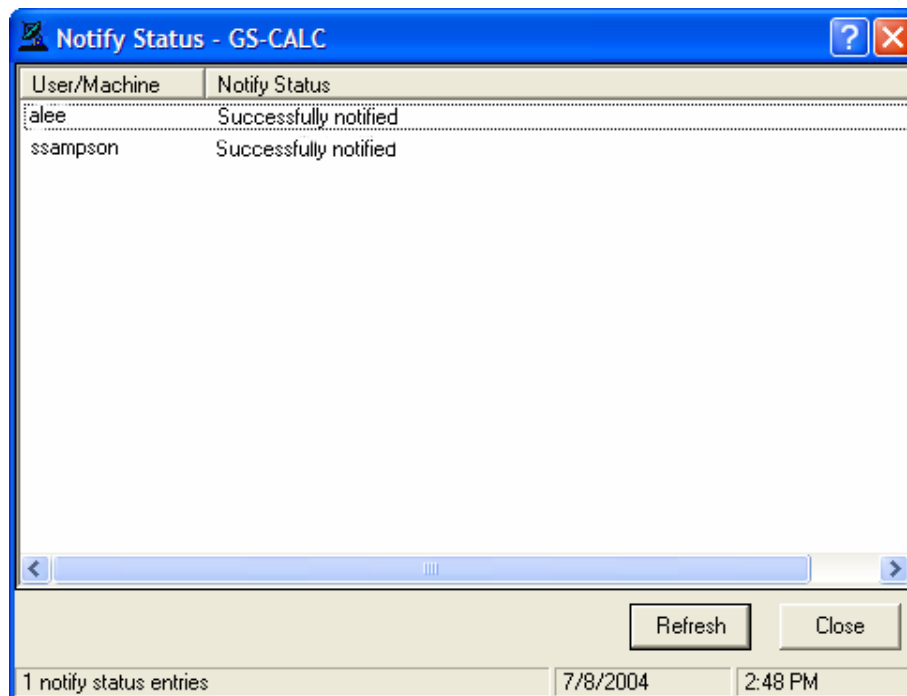 Notify Status - GS-CALC ?
User/Machine Notify Status
alee Successfully notified
ssampson Successfully notified
Refresh Close
1 notify status entries 7/8/2004 2:48 PM